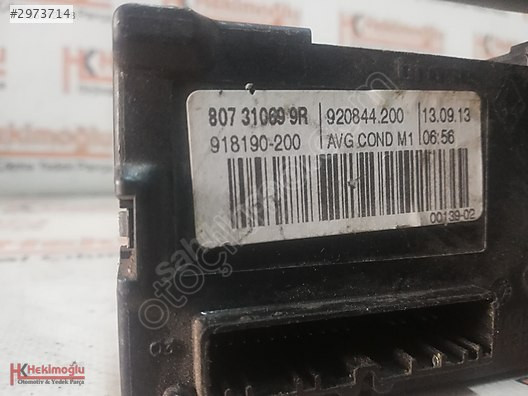 #2973714
807 31069 9R 920844.200 13.09.13
918190-200 AVG COND M1 06:56
00139-02
HK Hekimoğlu
Otomotiv & Yedek Parça